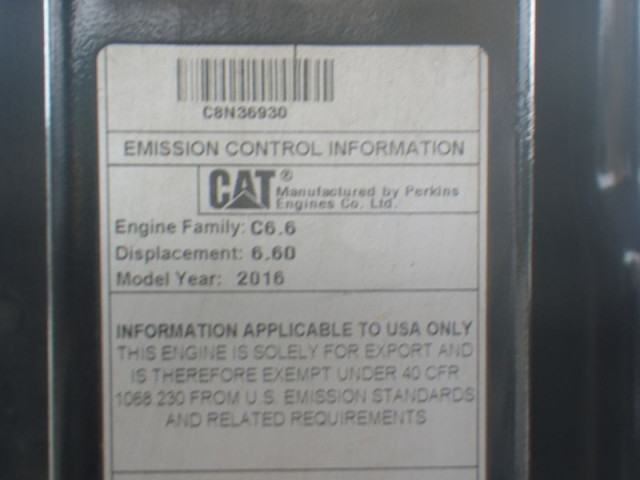 C8N36930
EMISSION CONTROL INFORMATION
CAT® Manufactured by Perkins
Engines Co. Ltd.
Engine Family: C6.6
Displacement: 6.60
Model Year: 2016
INFORMATION APPLICABLE TO USA ONLY
THIS ENGINE IS SOLELY FOR EXPORT AND
IS THEREFORE EXEMPT UNDER 40 CFR
1068.230 FROM U.S. EMISSION STANDARDS
AND RELATED REQUIREMENTS